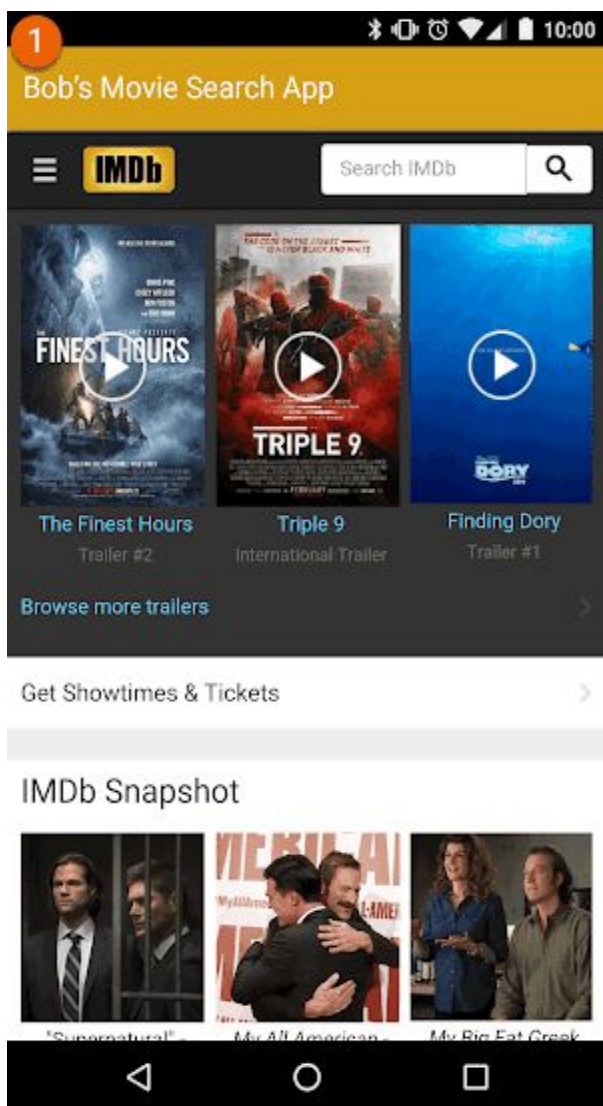 1
10:00
Bob's Movie Search App
IMDb
Search IMDb
THE
FINEST HOURS
TRIPLE 9
DORY
The Finest Hours
Triple 9
Finding Dory
Trailer #2
International Trailer
Trailer #1
Browse more trailers
Get Showtimes & Tickets
IMDb Snapshot
"Supernatural" -
My All American -
My Big Fat Greek